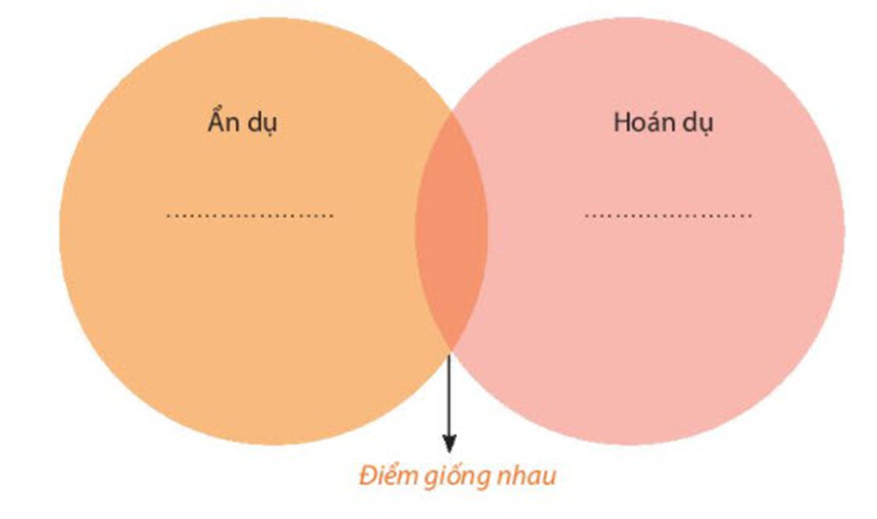 Ẩn dụ
Hoán dụ
......................
......................
Điểm giống nhau